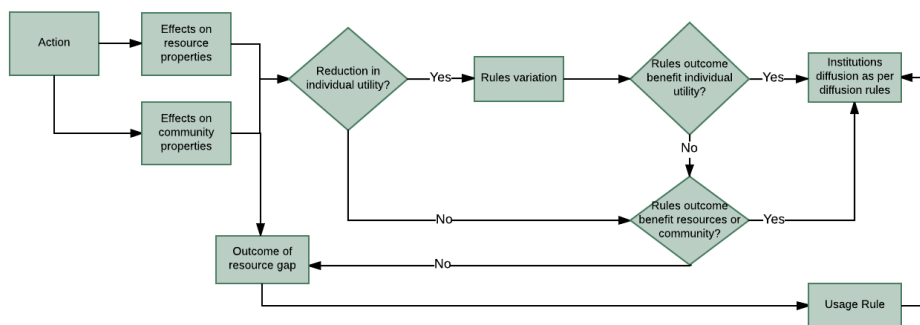 Action
Effects on
resource
properties
Effects on
community
properties
Reduction in
individual utility?
Yes
Rules variation
Rules outcome
benefit individual
utility?
Yes
Institutions
diffusion as per
diffusion rules
No
No
Rules outcome
benefit resources or
community?
Yes
Outcome of
resource gap
No
Usage Rule